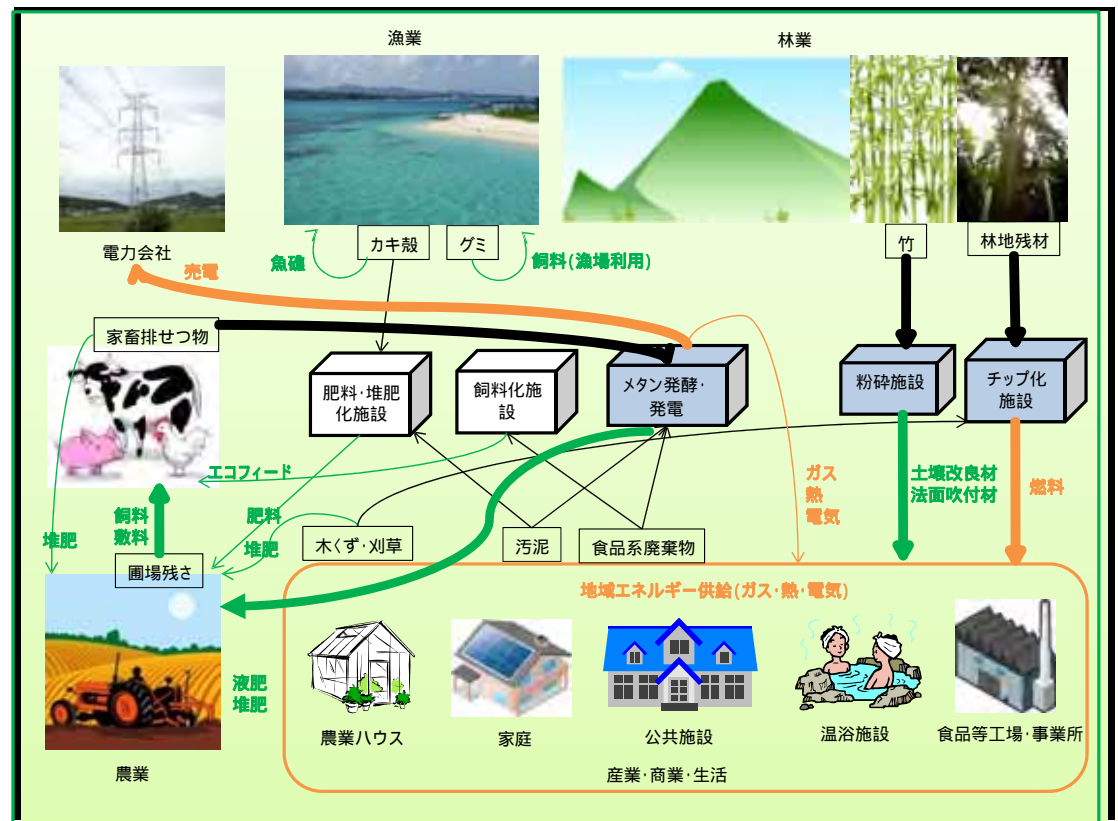 漁業
林業
電力会社
カキ殻
グミ
竹
林地残材
魚礁
飼料(漁場利用)
売電
家畜排せつ物
肥料・堆肥
化施設
飼料化施
設
メタン発酵・
発電
粉砕施設
チップ化
施設
エコフィード
ガス
熱
電気
土壌改良材
法面吹付材
燃料
飼料
敷料
堆肥
肥料
堆肥
木くず・刈草
汚泥
食品系廃棄物
圃場残さ
地域エネルギー供給(ガス・熱・電気)
液肥
堆肥
農業ハウス
家庭
公共施設
温浴施設
食品等工場・事業所
農業
産業・商業・生活